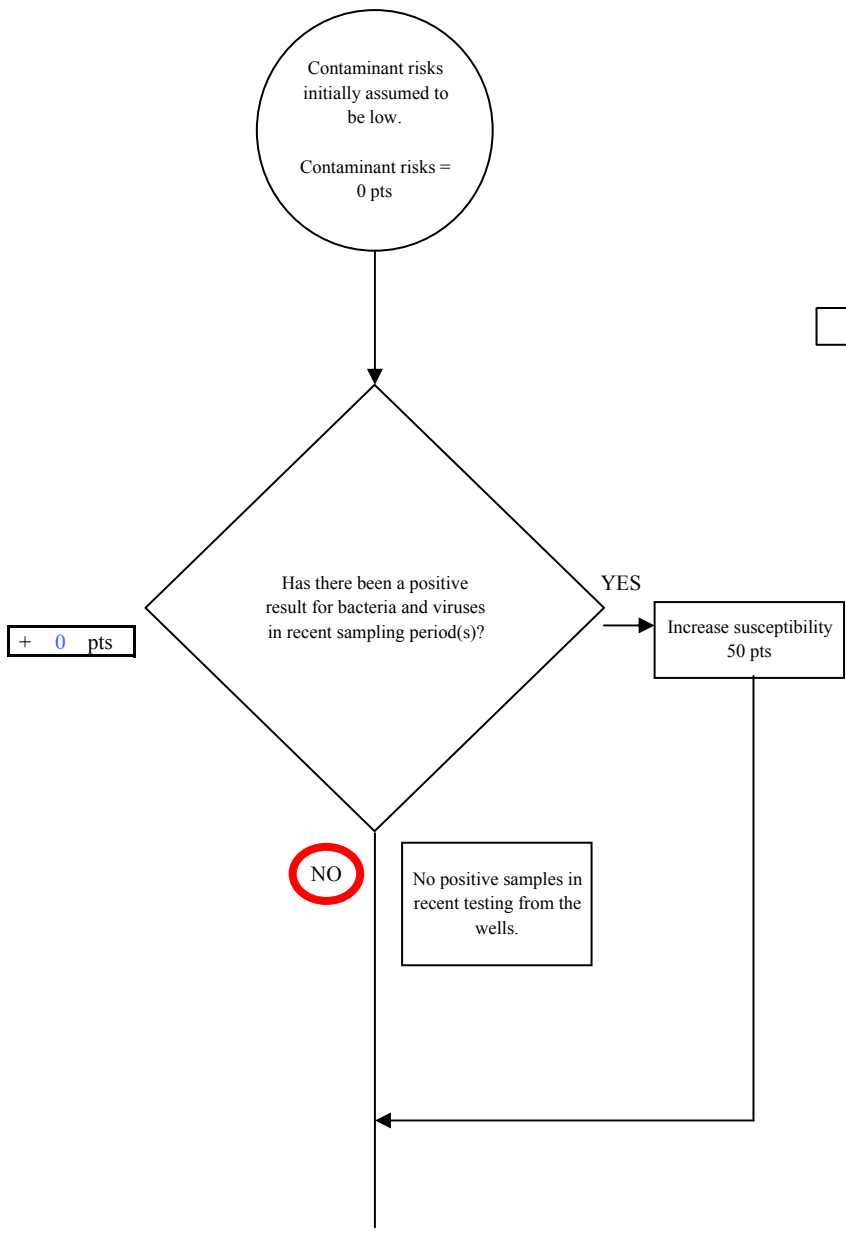 Contaminant risks
initially assumed to
be low.
Contaminant risks =
0 pts
Has there been a positive
result for bacteria and viruses
in recent sampling period(s)?
YES
+ 0 pts
Increase susceptibility
50 pts
NO
No positive samples in
recent testing from the
wells.